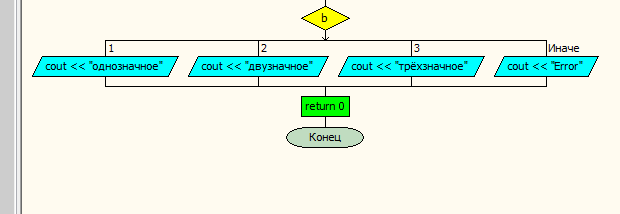 b
1
2
3
Иначе
cout << "однозначное"
cout << "двузначное"
cout << "трёхзначное"
cout << "Error"
return 0
Конец